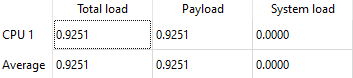 Total load Payload System load
CPU 1 0.9251 0.9251 0.0000
Average 0.9251 0.9251 0.0000